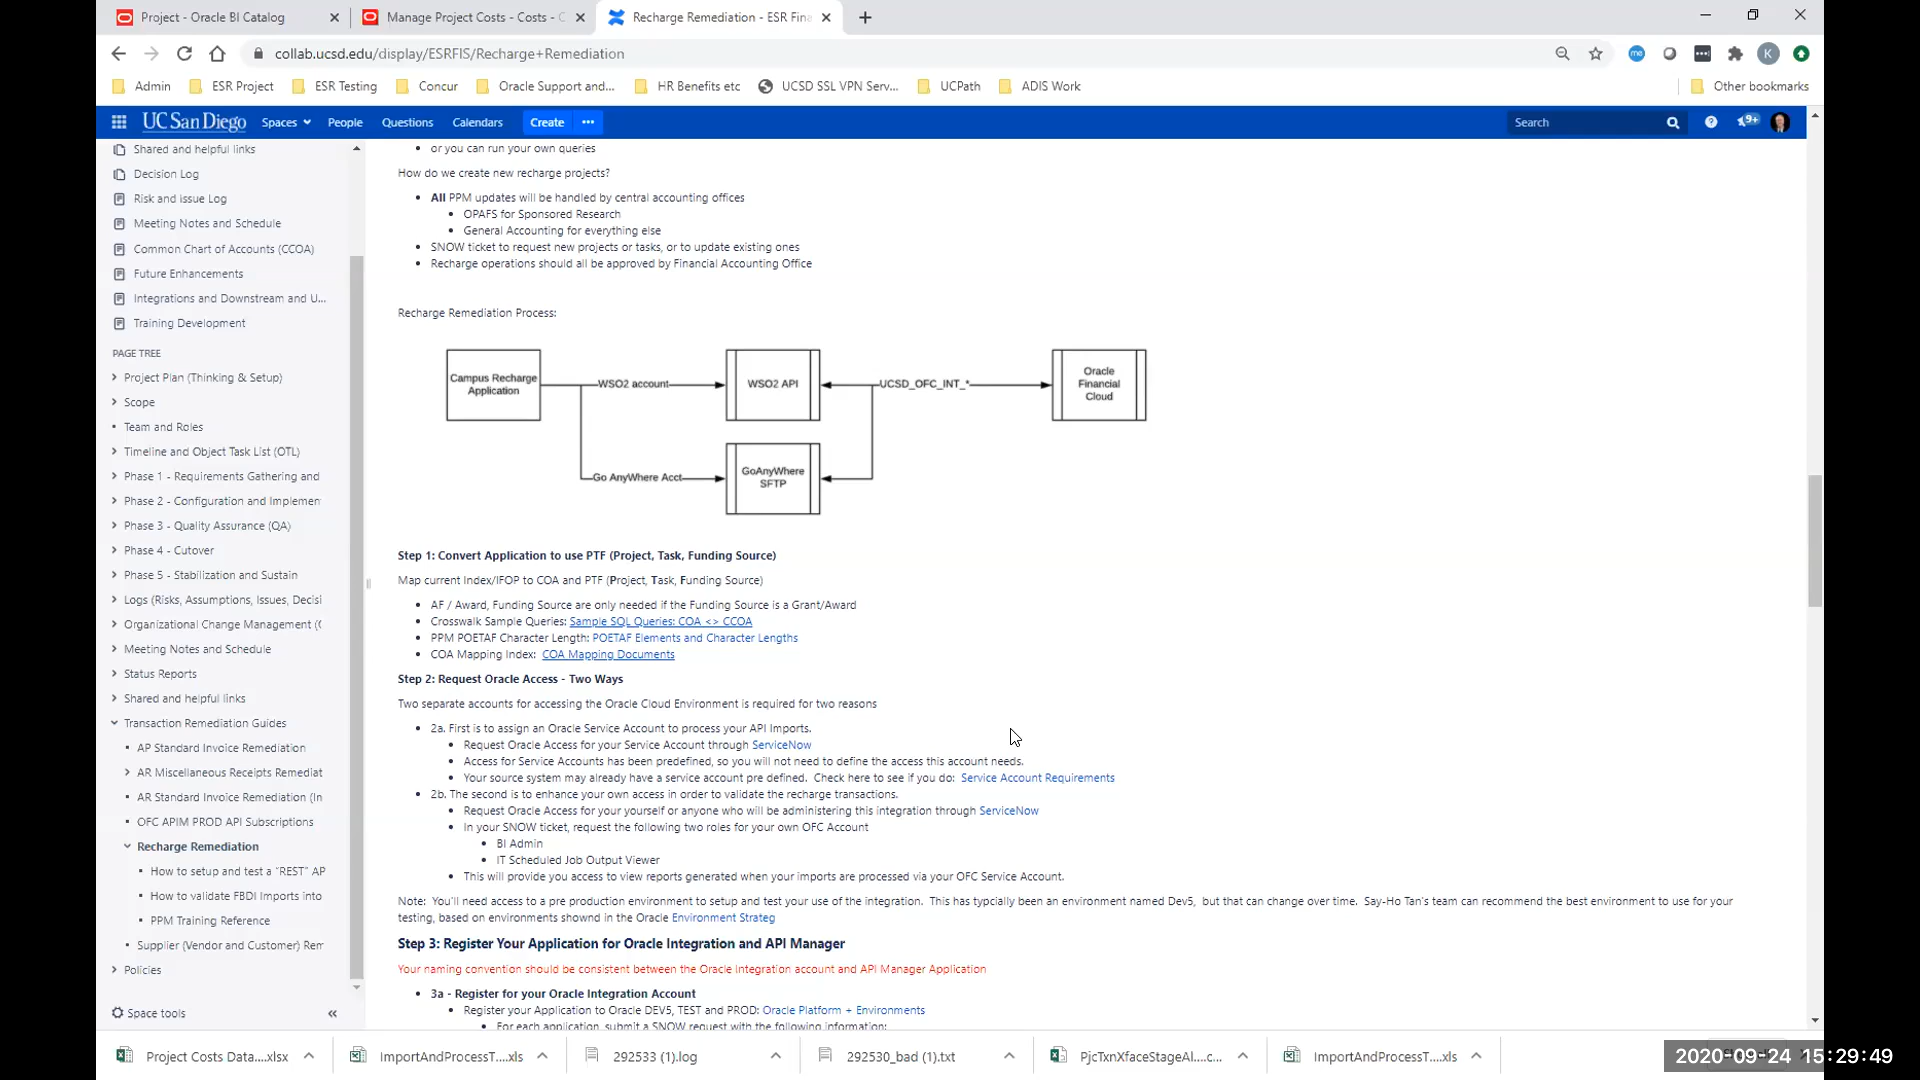 Project - Oracle BI Catalog
Manage Project Costs - Costs - C
Recharge Remediation - ESR Fina
collab.ucsd.edu/display/ESRFIS/Recharge+Remediation
Admin
ESR Project
ESR Testing
Concur
Oracle Support and...
HR Benefits etc
UCSD SSL VPN Serv...
UCPath
ADIS Work
Other bookmarks
UC San Diego
Spaces
People
Questions
Calendars
Create
Search
9+
Shared and helpful links
Decision Log
Risk and issue Log
Meeting Notes and Schedule
Common Chart of Accounts (CCOA)
Future Enhancements
Integrations and Downstream and U...
Training Development
PAGE TREE
Project Plan (Thinking & Setup)
Scope
Team and Roles
Timeline and Object Task List (OTL)
Phase 1 - Requirements Gathering and
Phase 2 - Configuration and Implemen
Phase 3 - Quality Assurance (QA)
Phase 4 - Cutover
Phase 5 - Stabilization and Sustain
Logs (Risks, Assumptions, Issues, Decisi
Organizational Change Management (C
Meeting Notes and Schedule
Status Reports
Shared and helpful links
Transaction Remediation Guides
AP Standard Invoice Remediation
AR Miscellaneous Receipts Remediat
AR Standard Invoice Remediation (In
OFC APIM PROD API Subscriptions
Recharge Remediation
How to setup and test a "REST" AP
How to validate FBDI Imports into
PPM Training Reference
Supplier (Vendor and Customer) Rem
Policies
Space tools
or you can run your own queries
How do we create new recharge projects?
All PPM updates will be handled by central accounting offices
OPAFS for Sponsored Research
General Accounting for everything else
SNOW ticket to request new projects or tasks, or to update existing ones
Recharge operations should all be approved by Financial Accounting Office
Recharge Remediation Process:
Campus Recharge
Application
WSO2 account
WSO2 API
UCSD_OFC_INT_*
Oracle
Financial
Cloud
Go AnyWhere Acct
GoAnyWhere
SFTP
Step 1: Convert Application to use PTF (Project, Task, Funding Source)
Map current Index/IFOP to COA and PTF (Project, Task, Funding Source)
AF / Award, Funding Source are only needed if the Funding Source is a Grant/Award
Crosswalk Sample Queries: Sample SQL Queries: COA <> CCOA
PPM POETAF Character Length: POETAF Elements and Character Lengths
COA Mapping Index: COA Mapping Documents
Step 2: Request Oracle Access - Two Ways
Two separate accounts for accessing the Oracle Cloud Environment is required for two reasons
2a. First is to assign an Oracle Service Account to process your API Imports.
Request Oracle Access for your Service Account through ServiceNow
Access for Service Accounts has been predefined, so you will not need to define the access this account needs.
Your source system may already have a service account pre defined. Check here to see if you do: Service Account Requirements
2b. The second is to enhance your own access in order to validate the recharge transactions.
Request Oracle Access for your yourself or anyone who will be administering this integration through ServiceNow
In your SNOW ticket, request the following two roles for your own OFC Account
BI Admin
IT Scheduled Job Output Viewer
This will provide you access to view reports generated when your imports are processed via your OFC Service Account.
Note: You'll need access to a pre production environment to setup and test your use of the integration. This has typcially been an environment named Dev5, but that can change over time. Say-Ho Tan's team can recommend the best environment to use for your
testing, based on environments shownd in the Oracle Environment Strateg
Step 3: Register Your Application for Oracle Integration and API Manager
Your naming convention should be consistent between the Oracle Integration account and API Manager Application
3a - Register for your Oracle Integration Account
Register your Application to Oracle DEV5, TEST and PROD: Oracle Platform + Environments
For each application, submit a SNOW request with the following information:
Project Costs Data....xlsx
ImportAndProcessT....xls
292533 (1).log
292530_bad (1).txt
PjcTxnXfaceStageAl....c...
ImportAndProcessT....xls
2020-09-24 15:29:49